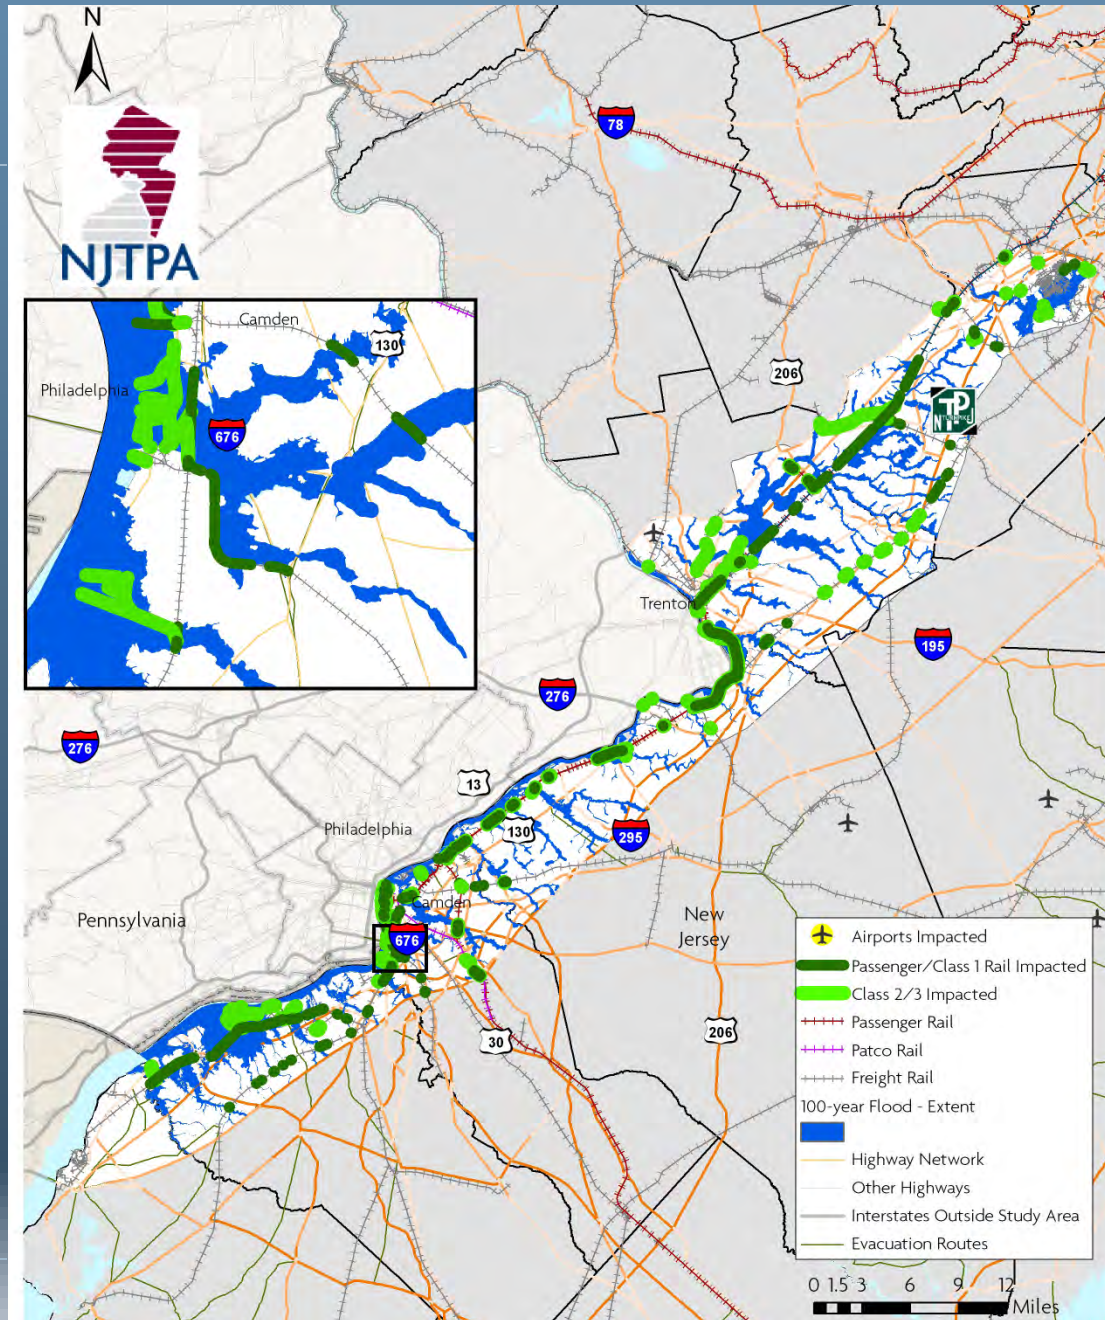 N
NJTPA
78
Camden
130
Philadelphia
676
206
TP
N TURNPIKE
Trenton
195
276
276
13
Philadelphia
130
295
Camden
Pennsylvania
676
New
Jersey
30
206
Airports Impacted
Passenger/Class 1 Rail Impacted
Class 2/3 Impacted
Passenger Rail
Patco Rail
Freight Rail
100-year Flood - Extent
Highway Network
Other Highways
Interstates Outside Study Area
Evacuation Routes
0 1.5 3 6 9 12
Miles